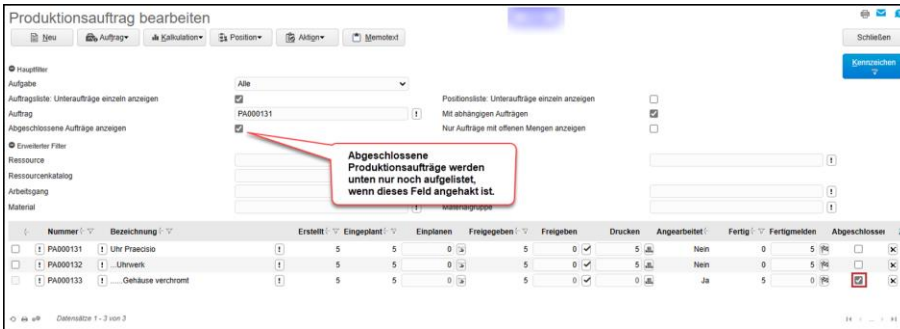 Produktionsauftrag bearbeiten
Neu Auftrag Kalkulation Position Aktion Memotext Schließen
Kennzeichen
Hauptfilter
Aufgabe Alle
Auftragsliste: Unteraufträge einzeln anzeigen Positionsliste: Unteraufträge einzeln anzeigen
Auftrag PA000131 Mit abhängigen Aufträgen
Abgeschlossene Aufträge anzeigen Nur Aufträge mit offenen Mengen anzeigen
Erweiterter Filter
Abgeschlossene
Produktionsaufträge werden
unten nur noch aufgelistet,
wenn dieses Feld angehakt ist.
Ressource
Ressourcenkatalog
Arbeitsgang
Material Materialgruppe
Nummer Bezeichnung Erstellt Eingeplant Einplanen Freigegeben Freigeben Drucken Angearbeitet Fertig Fertigmelden Abgeschlossen
PA000131 Uhr Praecisio 5 5 0 5 0 5 Nein 0 5
PA000132 ...Uhrwerk 5 5 0 5 0 5 Nein 0 5
PA000133 ......Gehäuse verchromt 5 5 0 5 0 0 Ja 5 0
Datensätze 1 - 3 von 3